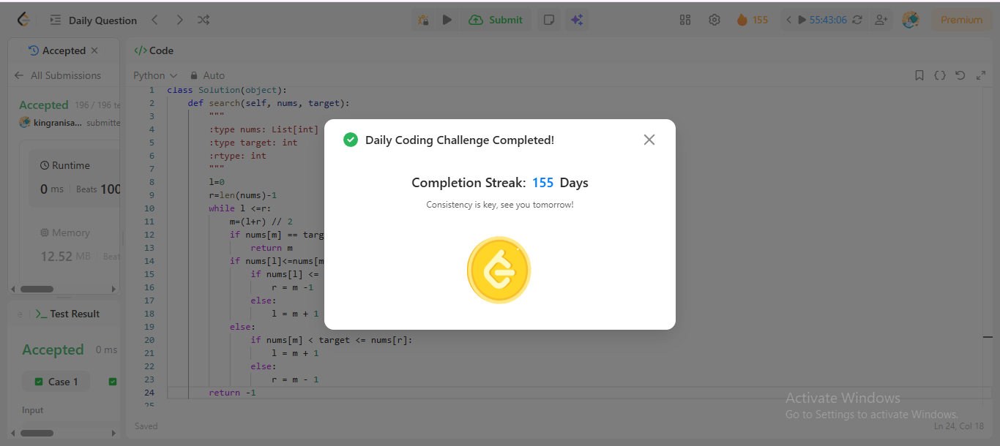 Daily Question
Submit
155
55:43:06
Premium
Accepted
</> Code
All Submissions
Python
Auto
Accepted 196 / 196 te
kingranisa... submitte
Runtime
0 ms Beats 100
Memory
12.52 MB Beat
Test Result
Accepted 0 ms
Case 1
Input
1 class Solution(object):
2 def search(self, nums, target):
3 """
4 :type nums: List[int]
5 :type target: int
6 :rtype: int
7 """
8 l=0
9 r=len(nums)-1
10 while l <=r:
11 m=(l+r) // 2
12 if nums[m] == targ
13 return m
14 if nums[l]<=nums[m
15 if nums[l] <=
16 r = m -1
17 else:
18 l = m + 1
19 else:
20 if nums[m] < target <= nums[r]:
21 l = m + 1
22 else:
23 r = m - 1
24 return -1
25
Saved
Daily Coding Challenge Completed!
Completion Streak: 155 Days
Consistency is key, see you tomorrow!
Activate Windows
Go to Settings to activate Windows.
Ln 24, Col 18